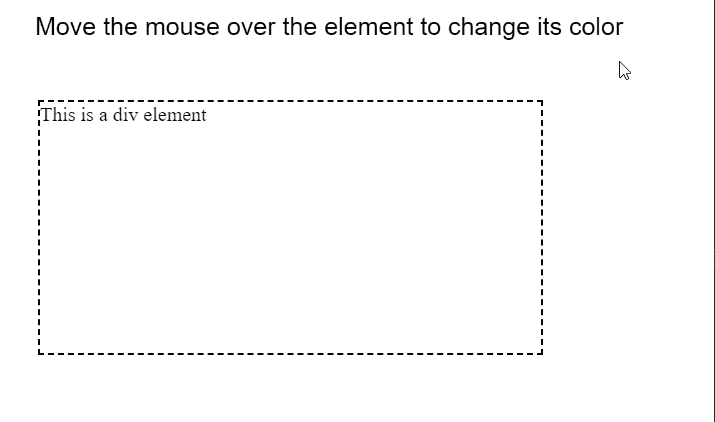 Move the mouse over the element to change its color
This is a div element